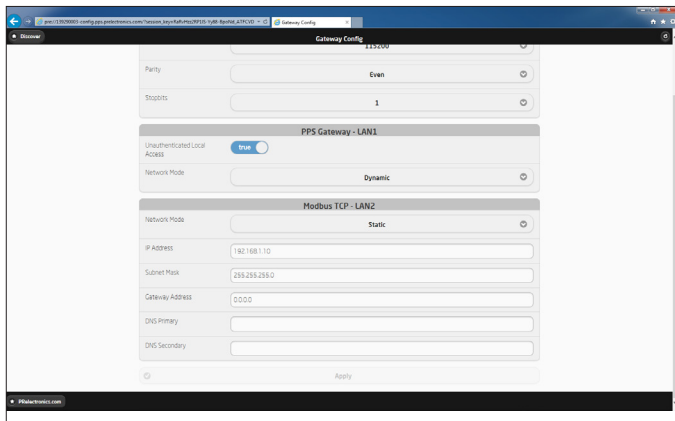 Gateway Config
Discover
Gateway Config
115200
Parity
Even
Stopbits
1
PPS Gateway - LAN1
Unauthenticated Local
Access
true
Network Mode
Dynamic
Modbus TCP - LAN2
Network Mode
Static
IP Address
192.168.1.10
Subnet Mask
255.255.255.0
Gateway Address
0.0.0.0
DNS Primary
DNS Secondary
Apply
PRelectronics.com